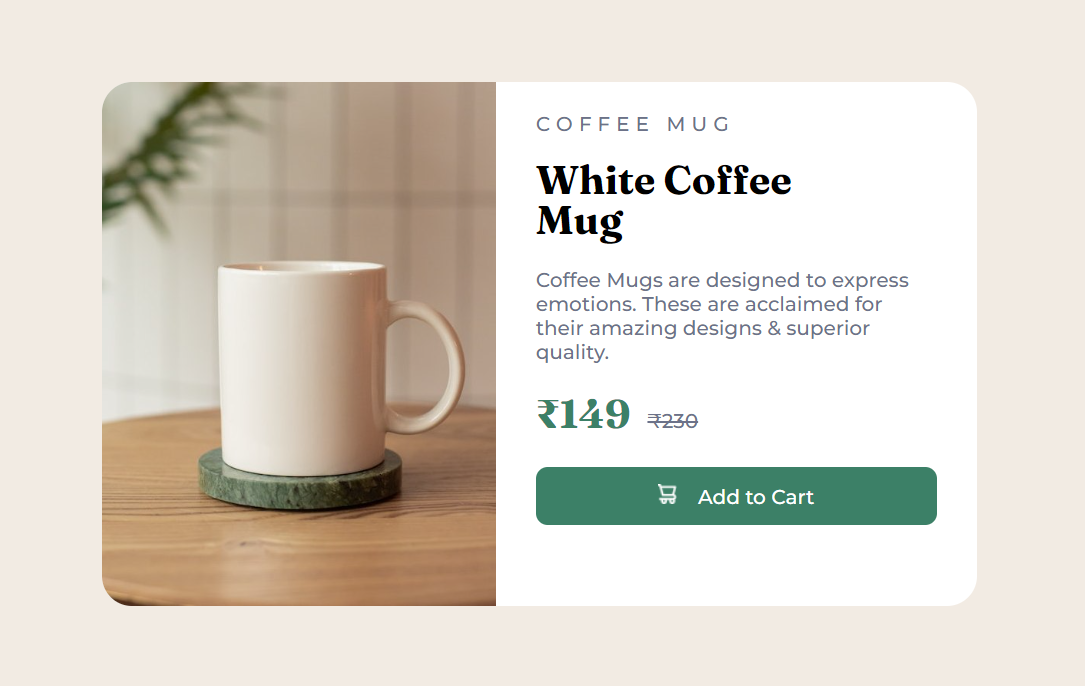 COFFEE MUG
White Coffee
Mug
Coffee Mugs are designed to express
emotions. These are acclaimed for
their amazing designs & superior
quality.
₹149 ₹230
Add to Cart